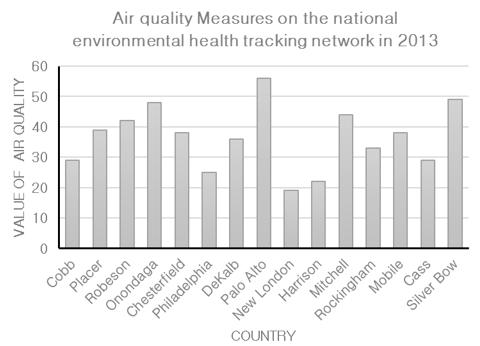 Air quality Measures on the national
environmental health tracking network in 2013
VALUE OF AIR QUALITY
60
50
40
30
20
10
0
Cobb
Placer
Robeson
Onondaga
Chesterfield
Philadelphia
DeKalb
Palo Alto
New London
Harrison
Mitchell
Rockingham
Mobile
Cass
Silver Bow
COUNTRY